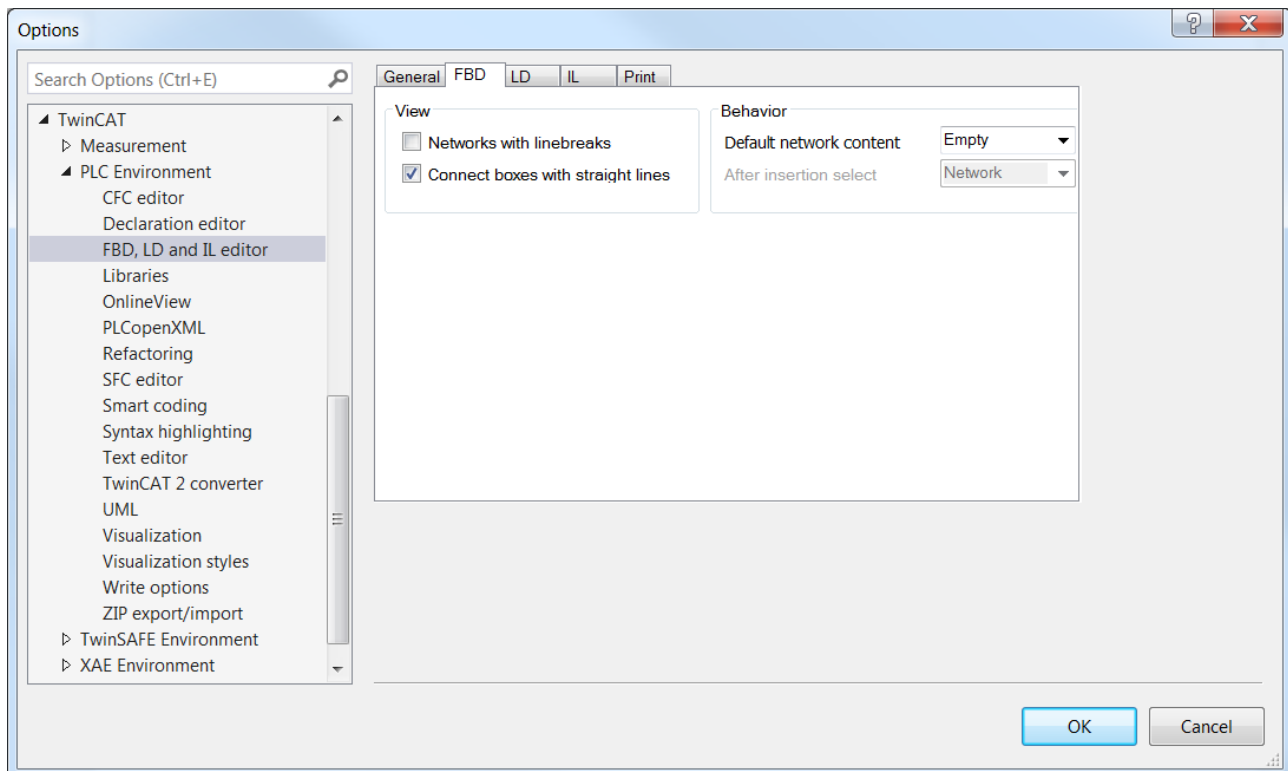 Options
Search Options (Ctrl+E)
TwinCAT
Measurement
PLC Environment
CFC editor
Declaration editor
FBD, LD and IL editor
Libraries
OnlineView
PLCopenXML
Refactoring
SFC editor
Smart coding
Syntax highlighting
Text editor
TwinCAT 2 converter
UML
Visualization
Visualization styles
Write options
ZIP export/import
TwinSAFE Environment
XAE Environment
General FBD LD IL Print
View
Networks with linebreaks
Connect boxes with straight lines
Behavior
Default network content Empty
After insertion select Network
OK Cancel